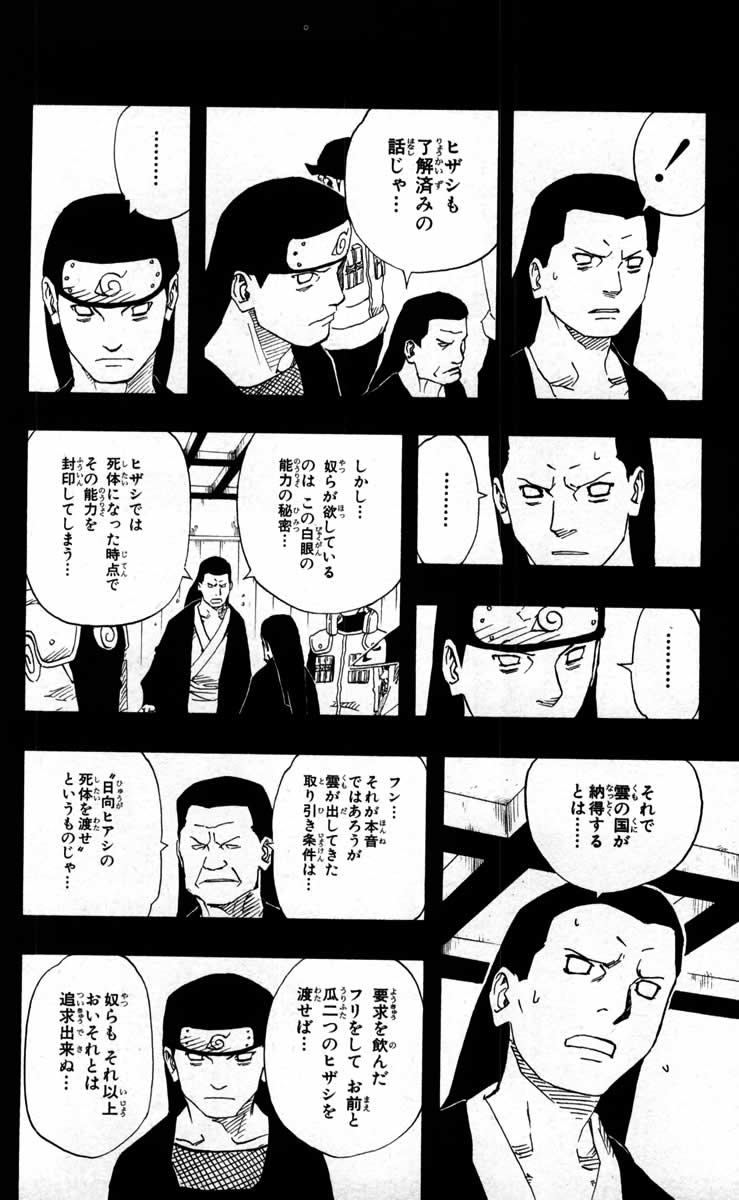 ！
ヒザシも
了解済みの
話じゃ…
………
………
………
しかし…
奴らが欲している
のは この白眼の
能力の秘密…
ヒザシでは
死体になった時点で
その能力を
封印してしまう…
それで
雲の国が
納得する
とは……
フン…
それが本音
ではあろうが
雲が出してきた
取り引き条件は…
〝日向ヒアシの
死体を渡せ〟
というものじゃ…
要求を飲んだ
フリをして お前と
瓜二つのヒザシを
渡せば…
奴らも それ以上
おいそれとは
追求出来ぬ…